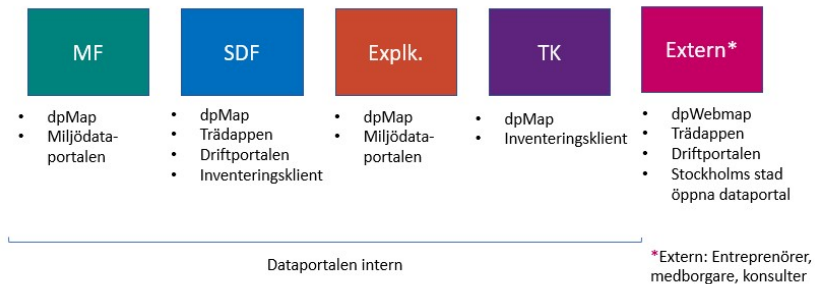 MF
• dpMap
• Miljödata-
portalen
SDF
• dpMap
• Trädappen
• Driftportalen
• Inventeringsklient
Explk.
• dpMap
• Miljödata-
portalen
TK
• dpMap
• Inventeringsklient
Extern*
• dpWebmap
• Trädappen
• Driftportalen
• Stockholms stad
öppna dataportal
Dataportalen intern
*Extern: Entreprenörer,
medborgare, konsulter